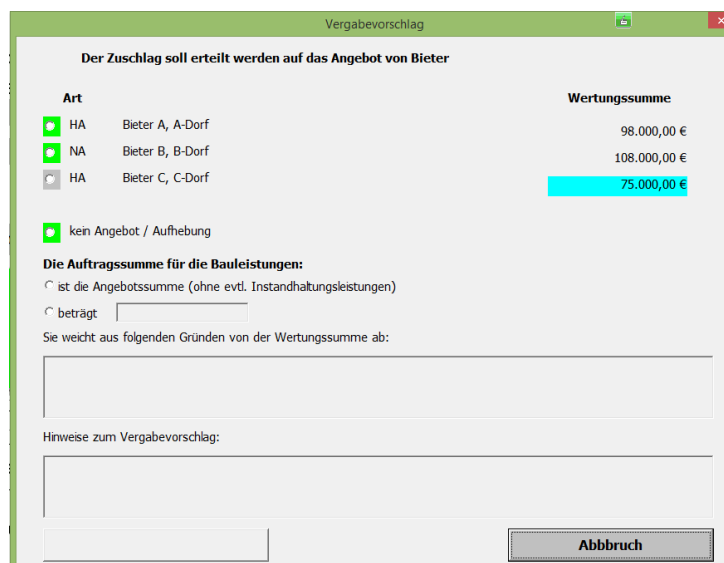 Vergabevorschlag
Der Zuschlag soll erteilt werden auf das Angebot von Bieter
Art Wertungssumme
HA Bieter A, A-Dorf 98.000,00 €
NA Bieter B, B-Dorf 108.000,00 €
HA Bieter C, C-Dorf 75.000,00 €
kein Angebot / Aufhebung
Die Auftragssumme für die Bauleistungen:
ist die Angebotssumme (ohne evtl. Instandhaltungsleistungen)
beträgt
Sie weicht aus folgenden Gründen von der Wertungssumme ab:
Hinweise zum Vergabevorschlag:
Abbbruch